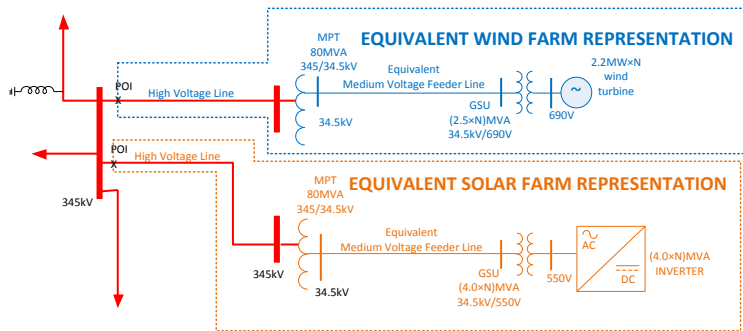 EQUIVALENT WIND FARM REPRESENTATION
MPT
80MVA
345/34.5kV
POI
X
High Voltage Line
34.5kV
Equivalent
Medium Voltage Feeder Line
GSU
(2.5×N)MVA
34.5kV/690V
690V
~
2.2MW×N
wind
turbine
POI
X
High Voltage Line
345kV
EQUIVALENT SOLAR FARM REPRESENTATION
MPT
80MVA
345/34.5kV
345kV
34.5kV
Equivalent
Medium Voltage Feeder Line
GSU
(4.0×N)MVA
34.5kV/550V
550V
AC
DC
(4.0×N)MVA
INVERTER